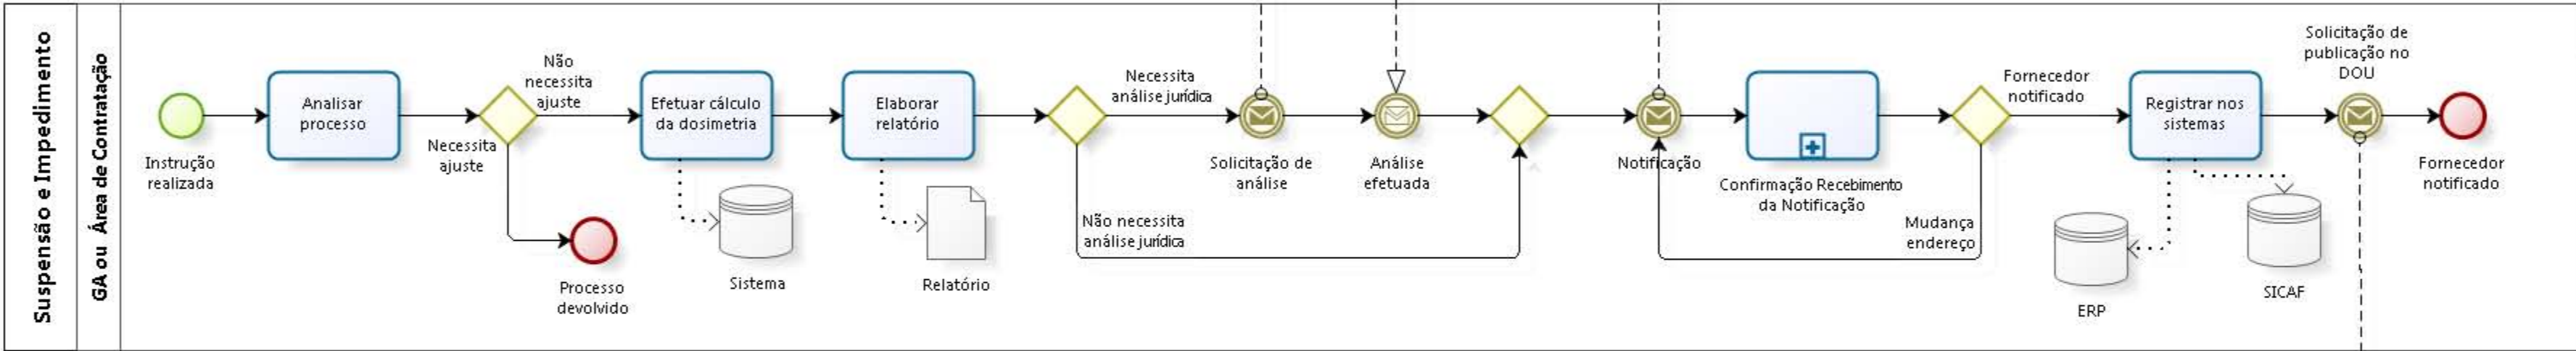 Suspensão e Impedimento
GA ou Área de Contratação
Instrução
realizada
Analisar
processo
Não
necessita
ajuste
Necessita
ajuste
Processo
devolvido
Efetuar cálculo
da dosimetria
Sistema
Elaborar
relatório
Relatório
Necessita
análise jurídica
Não necessita
análise jurídica
Solicitação de
análise
Análise
efetuada
Notificação
Confirmação Recebimento
da Notificação
Mudança
endereço
Fornecedor
notificado
Registrar nos
sistemas
ERP
SICAF
Solicitação de
publicação no
DOU
Fornecedor
notificado